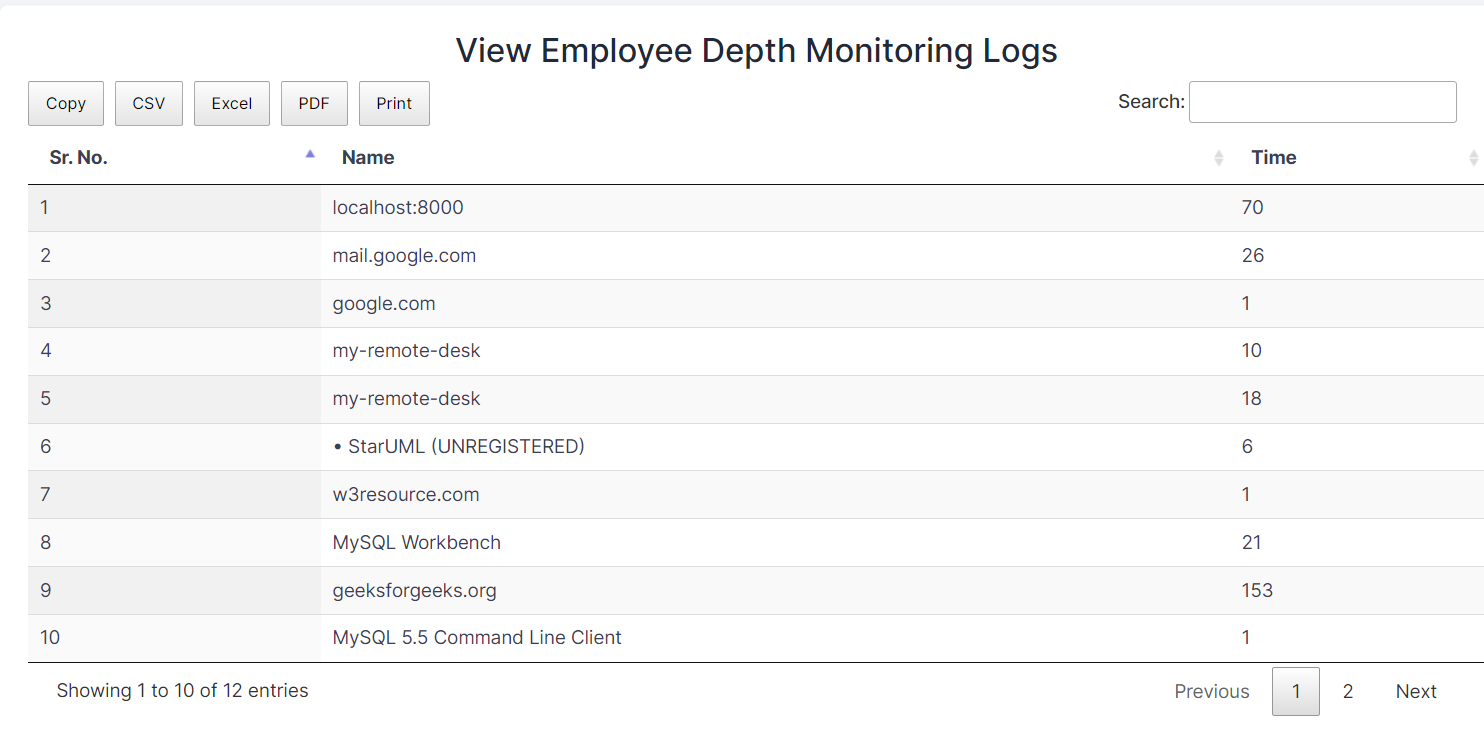 View Employee Depth Monitoring Logs
Copy CSV Excel PDF Print Search:
Sr. No. Name Time
1 localhost:8000 70
2 mail.google.com 26
3 google.com 1
4 my-remote-desk 10
5 my-remote-desk 18
6 • StarUML (UNREGISTERED) 6
7 w3resource.com 1
8 MySQL Workbench 21
9 geeksforgeeks.org 153
10 MySQL 5.5 Command Line Client 1
Showing 1 to 10 of 12 entries Previous 1 2 Next